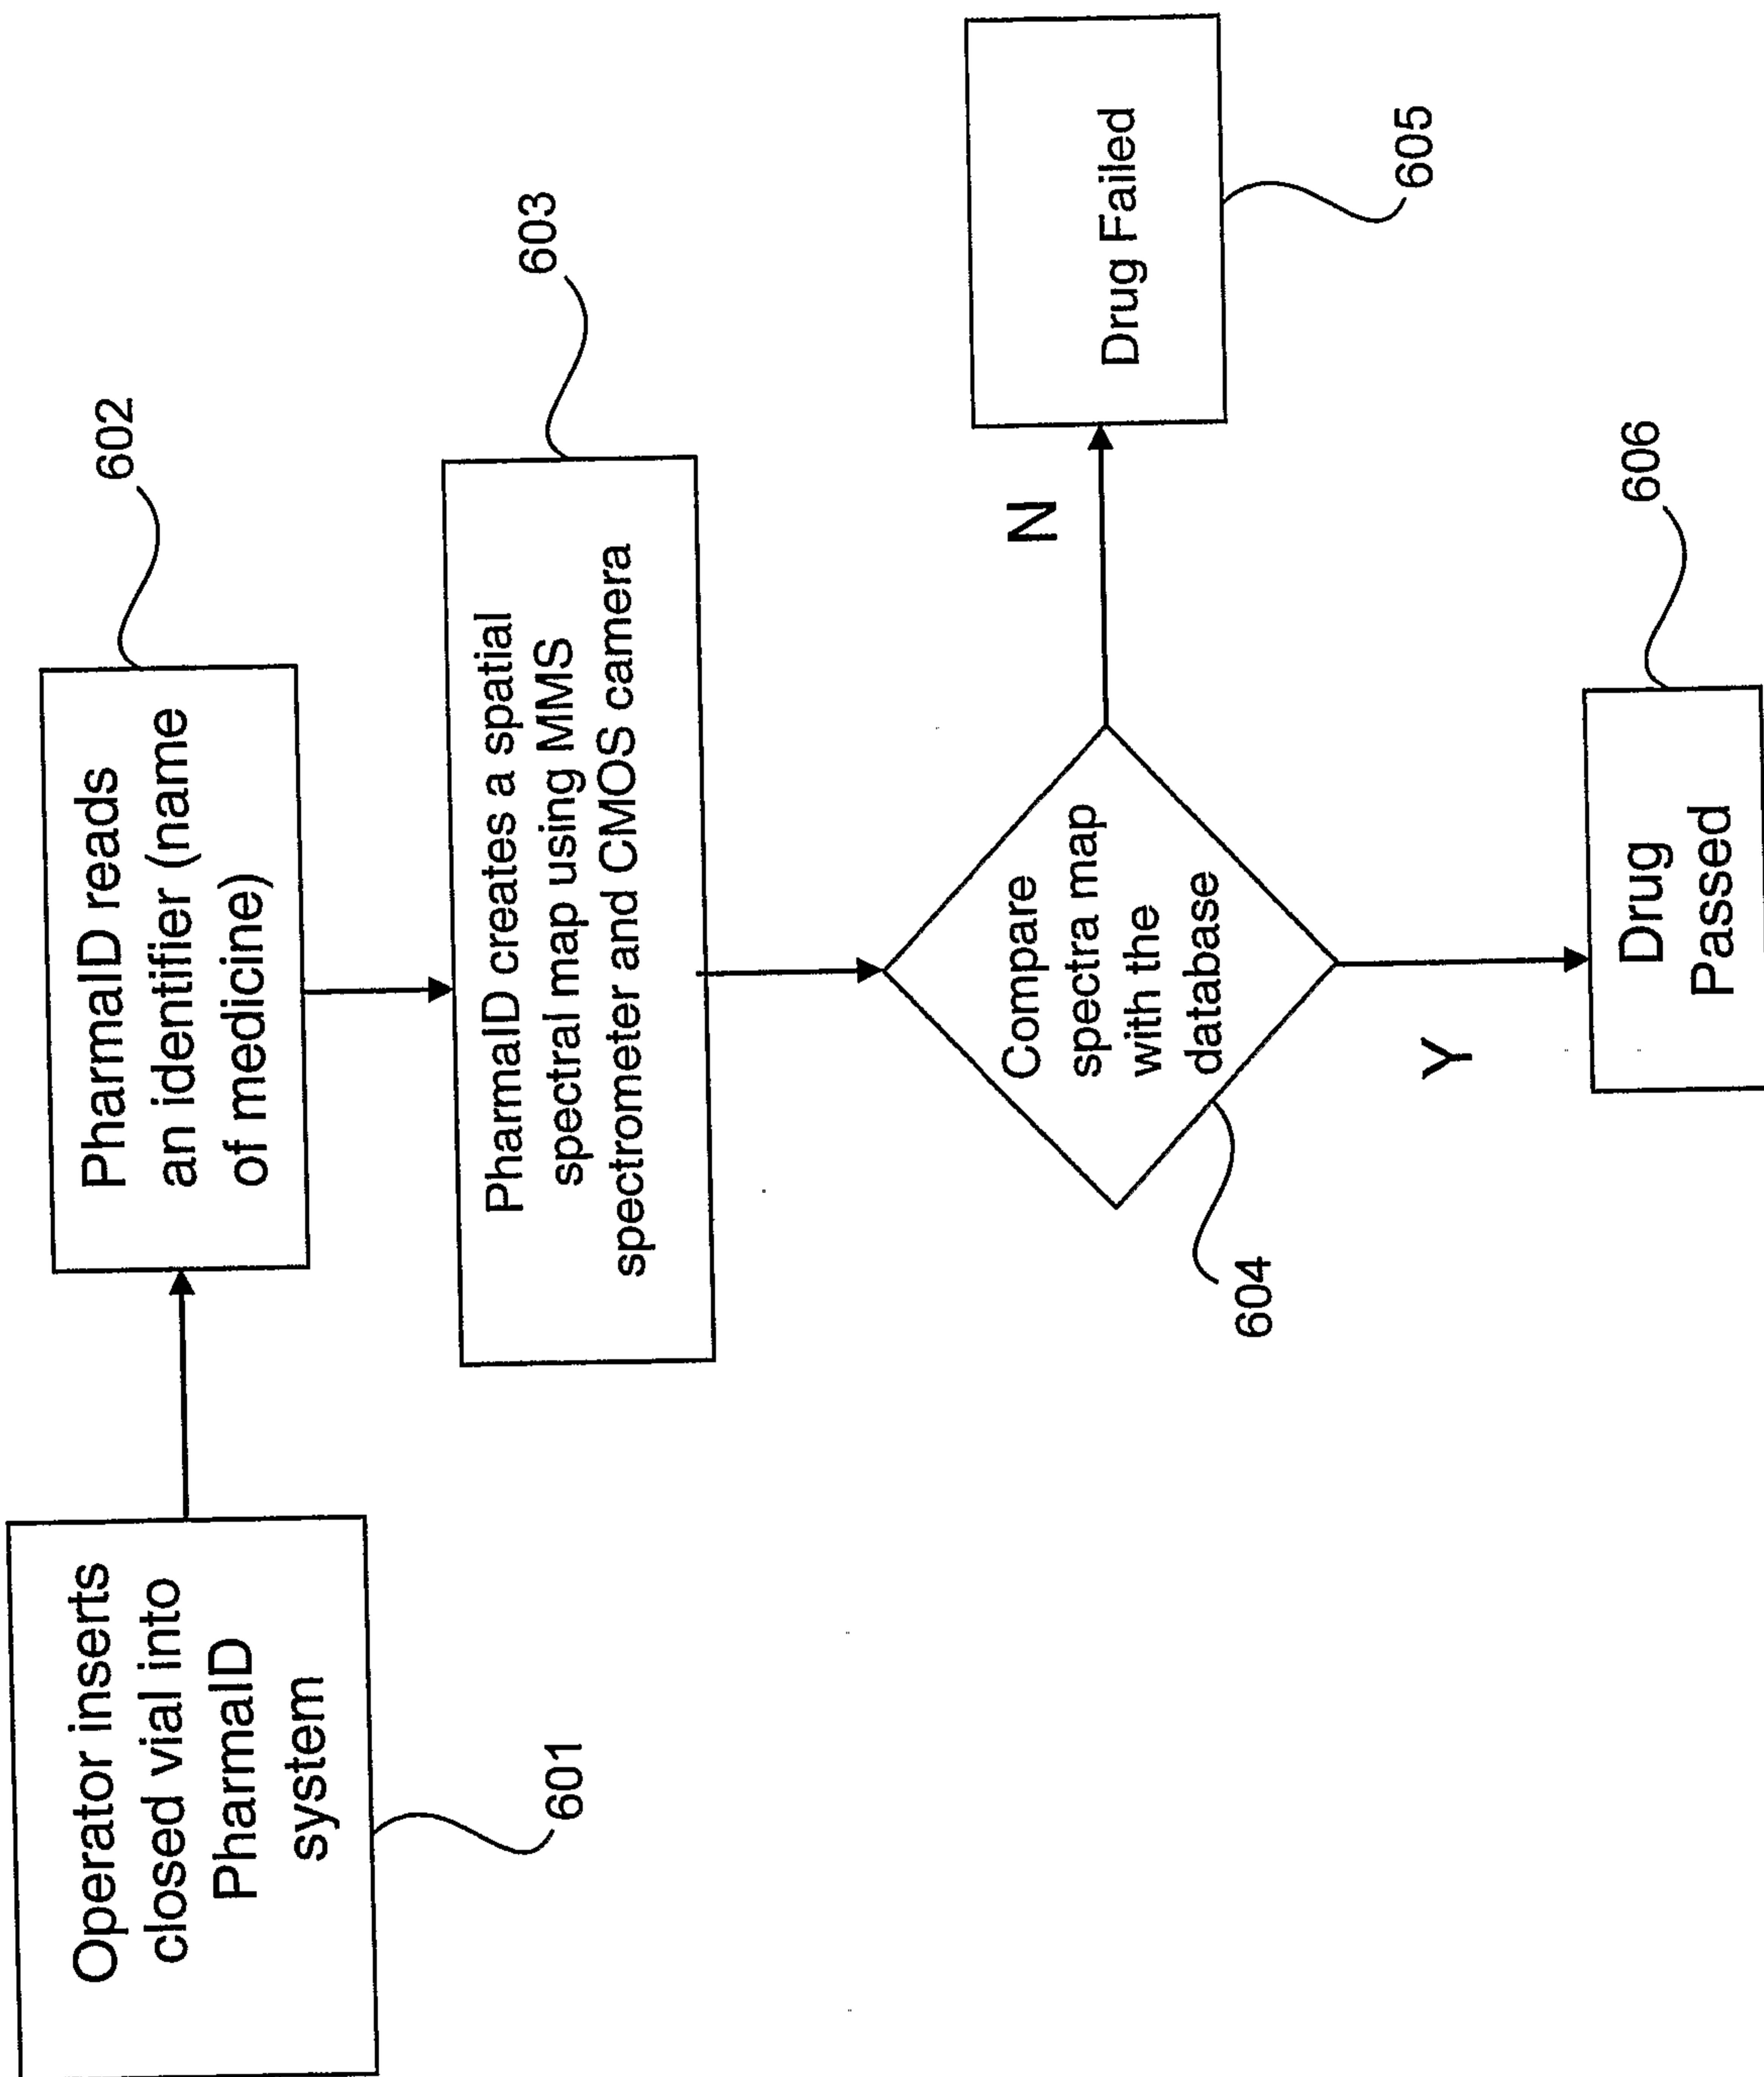 Operator inserts
closed vial into
PharmaID
system
601
PharmaID reads
an identifier (name
of medicine)
602
PharmaID creates a spatial
spectral map using MMS
spectrometer and CMOS camera
603
Compare
spectra map
with the
database
604
N
Drug Failed
605
Y
Drug
Passed
606